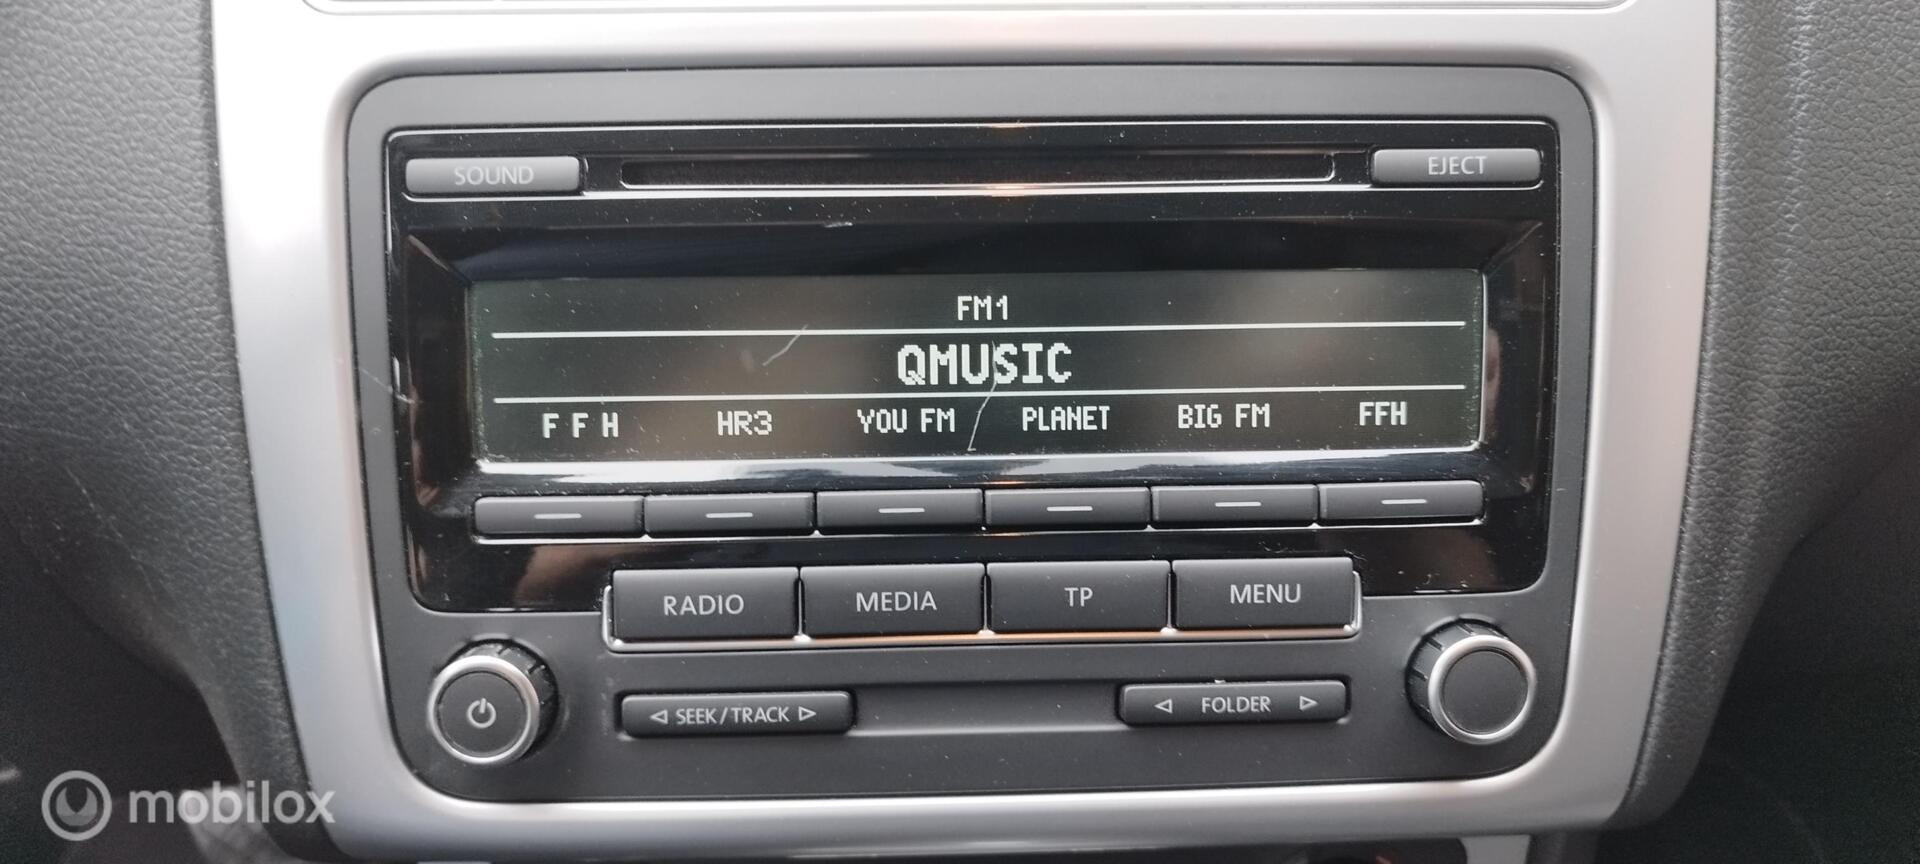 SOUND EJECT
FM1
QMUSIC
F F H HR3 YOU FM PLANET BIG FM FFH
RADIO MEDIA TP MENU
SEEK/TRACK FOLDER
mobilox